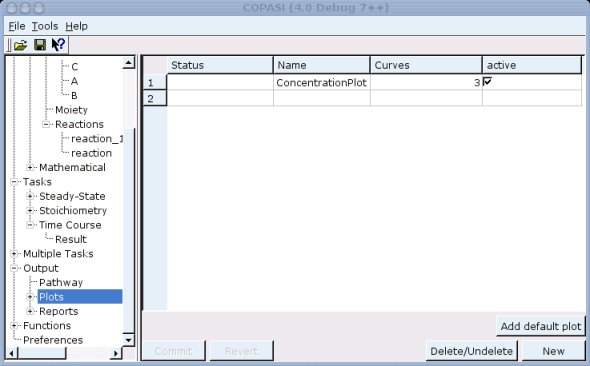 COPASI (4.0 Debug 7++)
File Tools Help
C
A
B
Moiety
Reactions
reaction_1
reaction
Mathematical
Tasks
Steady-State
Stoichiometry
Time Course
Result
Multiple Tasks
Output
Pathway
Plots
Reports
Functions
Preferences
Status Name Curves active
1 ConcentrationPlot 3
2
Add default plot
Commit Revert Delete/Undelete New